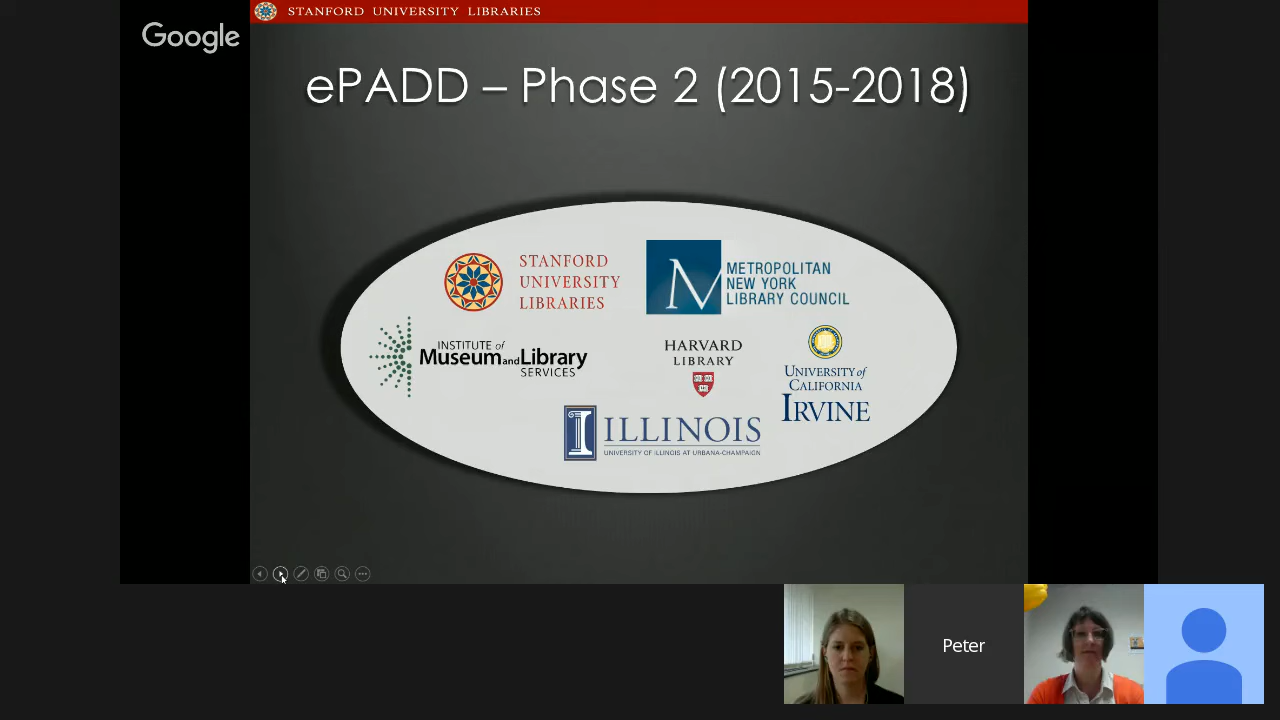 STANFORD UNIVERSITY LIBRARIES
Google
ePADD – Phase 2 (2015-2018)
STANFORD
UNIVERSITY
LIBRARIES
M
METROPOLITAN
NEW YORK
LIBRARY COUNCIL
INSTITUTE of
Museum and Library
SERVICES
HARVARD
LIBRARY
UNIVERSITY of
CALIFORNIA
IRVINE
I
ILLINOIS
UNIVERSITY OF ILLINOIS AT URBANA-CHAMPAIGN
Peter